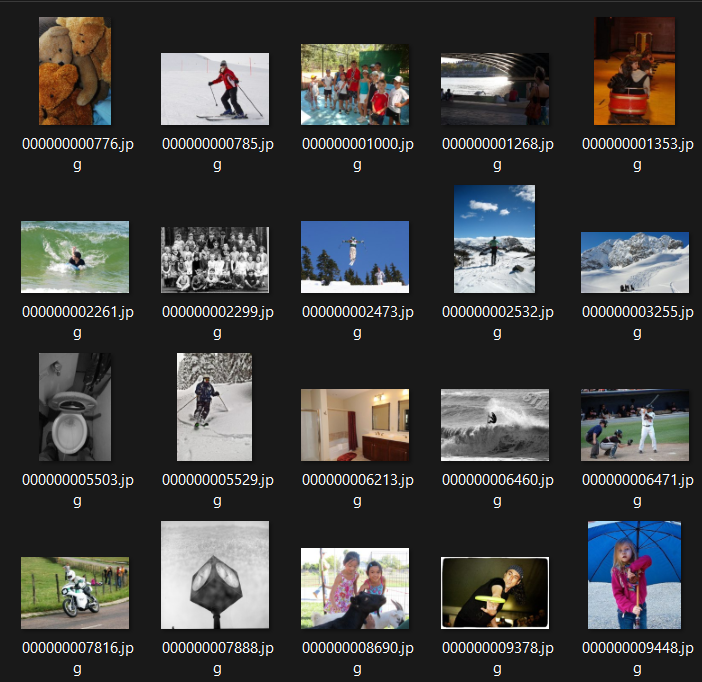 000000000776.jp
g
000000000785.jp
g
000000001000.jp
g
000000001268.jp
g
000000001353.jp
g
000000002261.jp
g
000000002299.jp
g
000000002473.jp
g
000000002532.jp
g
000000003255.jp
g
000000005503.jp
g
000000005529.jp
g
000000006213.jp
g
000000006460.jp
g
000000006471.jp
g
000000007816.jp
g
000000007888.jp
g
000000008690.jp
g
000000009378.jp
g
000000009448.jp
g